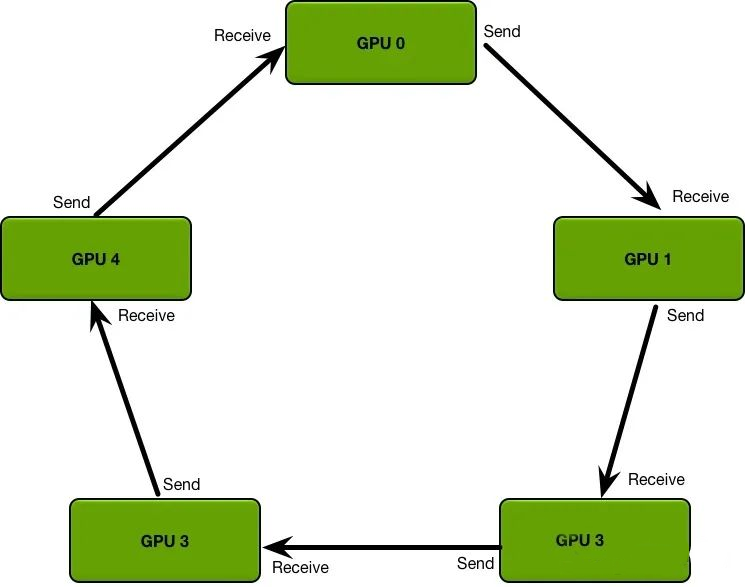 GPU 0
Receive
Send
Send
Receive
GPU 4
GPU 1
Receive
Send
Send
Receive
GPU 3
GPU 3
Receive
Send